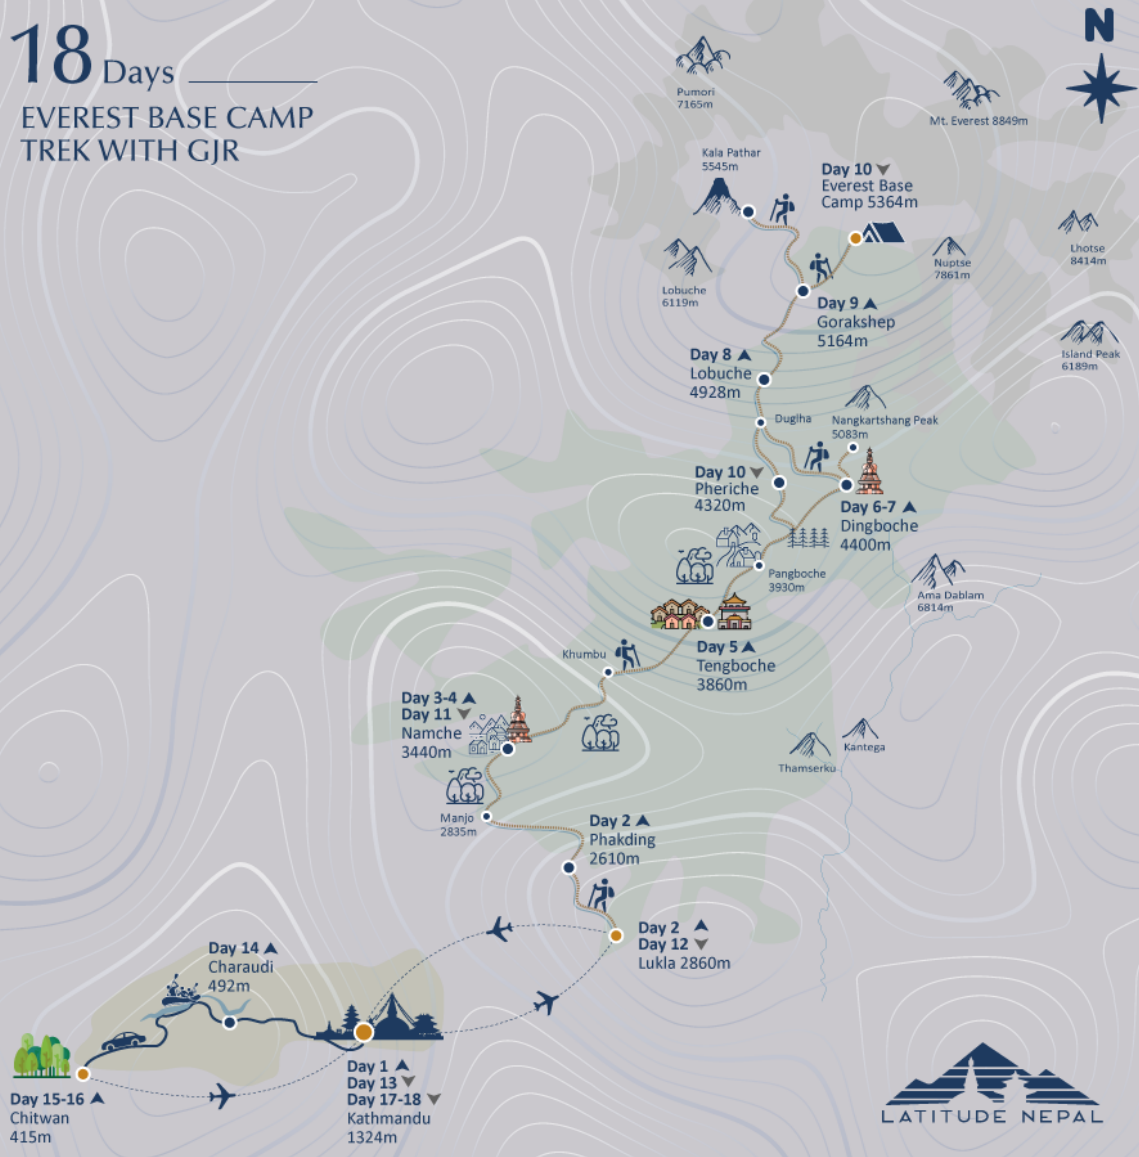 18 Days
EVEREST BASE CAMP
TREK WITH GJR
N
Pumori
7165m
Mt. Everest 8849m
Kala Pathar
5545m
Day 10
Everest Base
Camp 5364m
Lhotse
8414m
Nuptse
7861m
Lobuche
6119m
Day 9
Gorakshep
5164m
Island Peak
6189m
Day 8
Lobuche
4928m
Duglha
Nangkartshang Peak
5083m
Day 10
Pheriche
4320m
Day 6-7
Dingboche
4400m
Pangboche
3930m
Ama Dablam
6814m
Day 5
Tengboche
3860m
Khumbu
Day 3-4
Day 11
Namche
3440m
Kantega
Thamserku
Manjo
2835m
Day 2
Phakding
2610m
Day 2
Day 12
Lukla 2860m
Day 14
Charaudi
492m
Day 1
Day 13
Day 17-18
Kathmandu
1324m
Day 15-16
Chitwan
415m
LATITUDE NEPAL